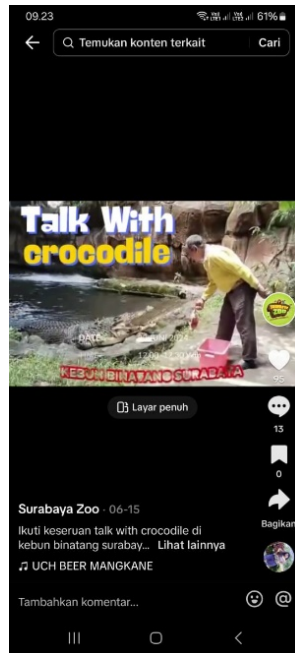 09.23
61%
Temukan konten terkait
Cari
Talk With
crocodile
ZOO
DATE
KEBUN BINATANG SURABAYA
Layar penuh
13
0
Surabaya Zoo · 06-15
Bagikan
Ikuti keseruan talk with crocodile di
kebun binatang surabay... Lihat lainnya
♫ UCH BEER MANGKANE
Tambahkan komentar...
@